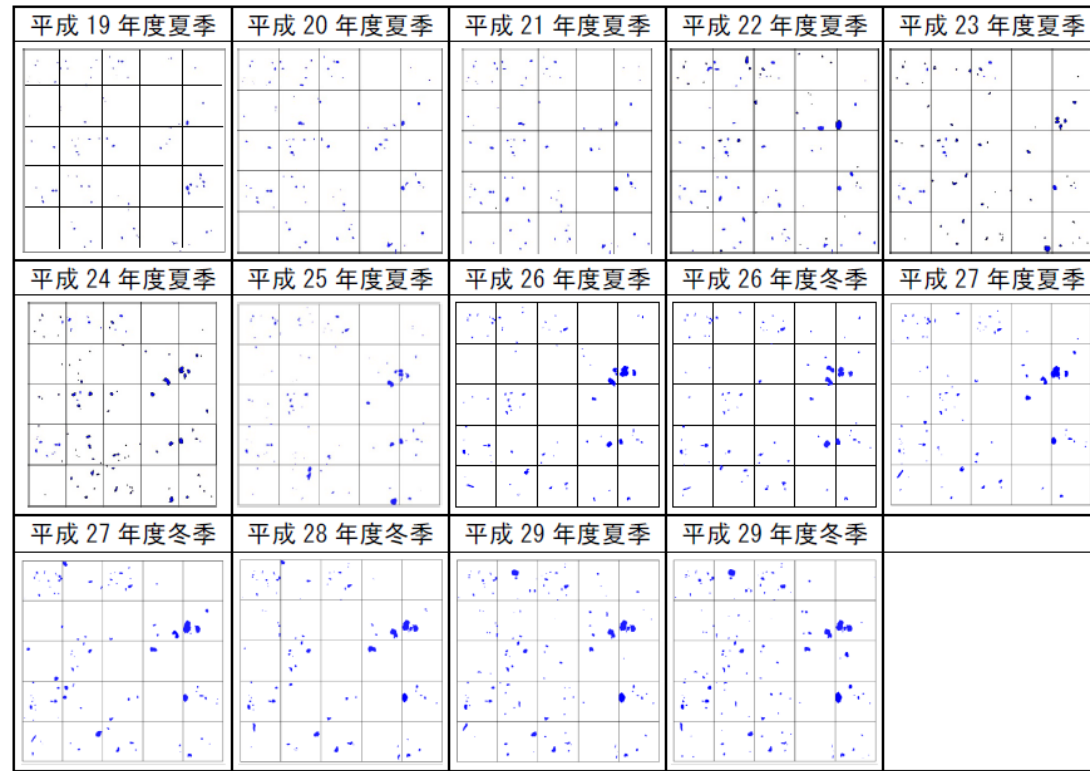 平成 19 年度夏季
平成 20 年度夏季
平成 21 年度夏季
平成 22 年度夏季
平成 23 年度夏季
平成 24 年度夏季
平成 25 年度夏季
平成 26 年度夏季
平成 26 年度冬季
平成 27 年度夏季
平成 27 年度冬季
平成 28 年度冬季
平成 29 年度夏季
平成 29 年度冬季